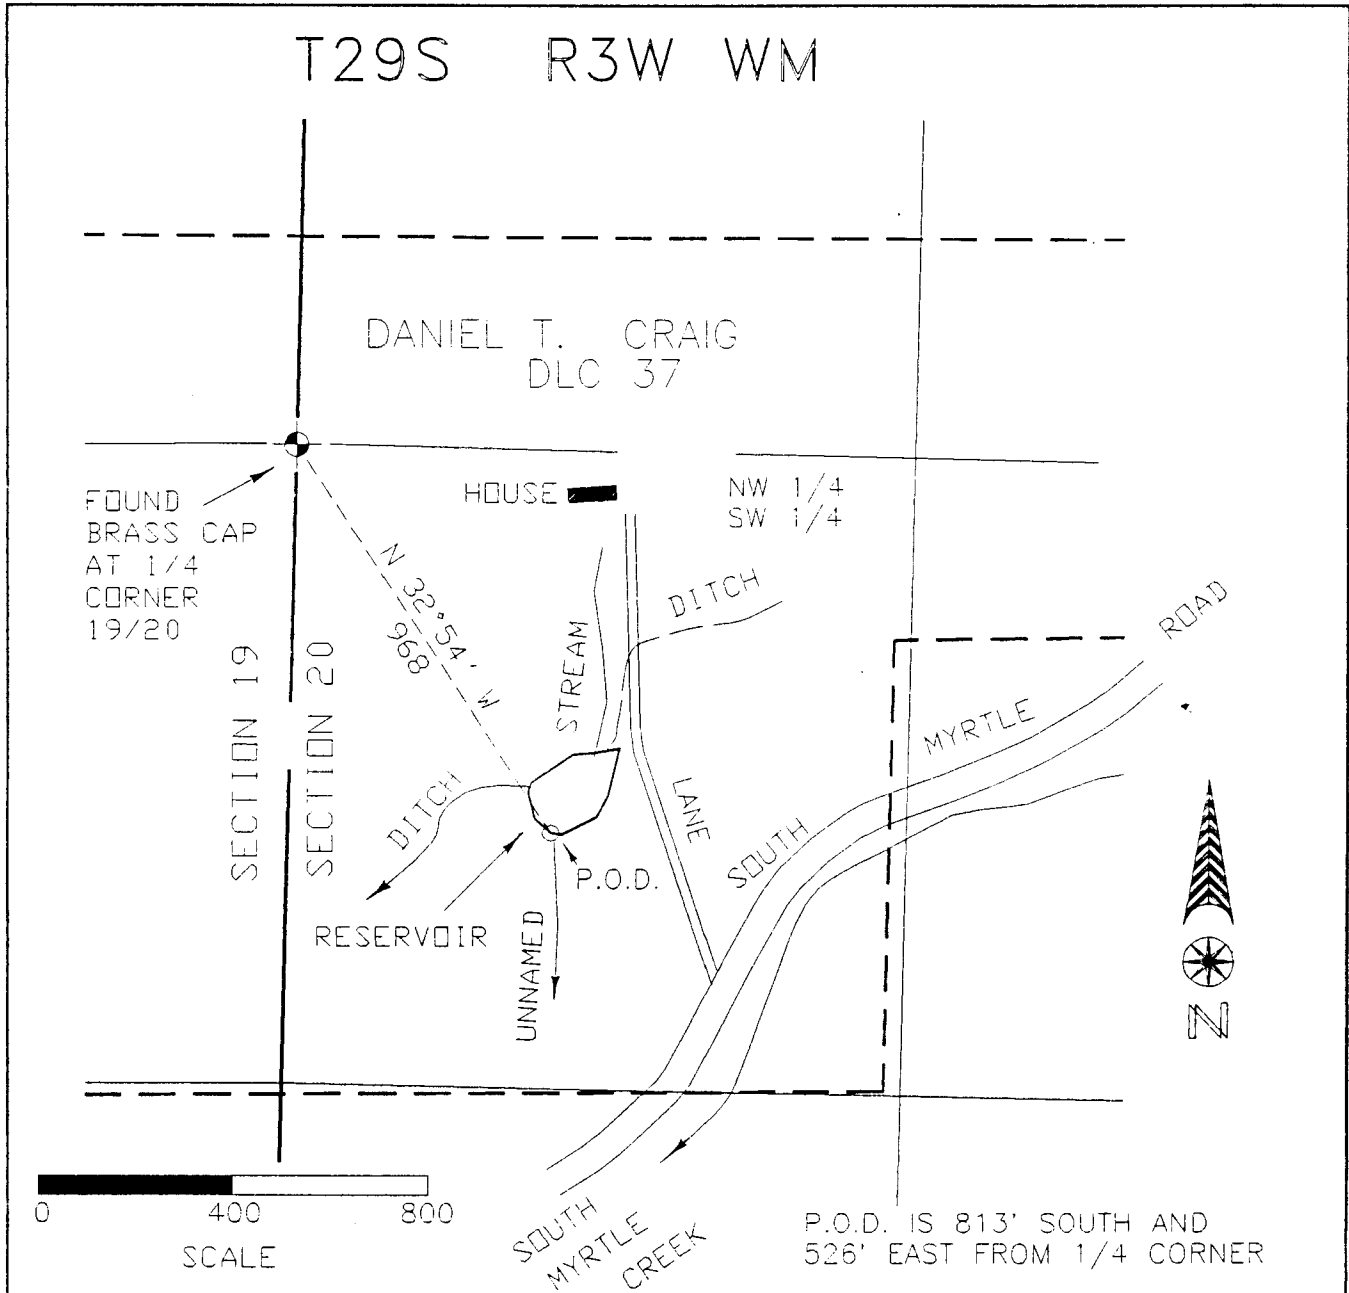 T29S R3W WM
DANIEL T. CRAIG
DLC 37
HOUSE
NW 1/4
SW 1/4
FOUND
BRASS CAP
AT 1/4
CORNER
19/20
N 32°54' W
968
DITCH
STREAM
ROAD
MYRTLE
SOUTH
SECTION 19
SECTION 20
DITCH
LANE
P.O.D.
RESERVOIR
UNNAMED
N
0 400 800
SCALE
SOUTH
MYRTLE
CREEK
P.O.D. IS 813' SOUTH AND
526' EAST FROM 1/4 CORNER